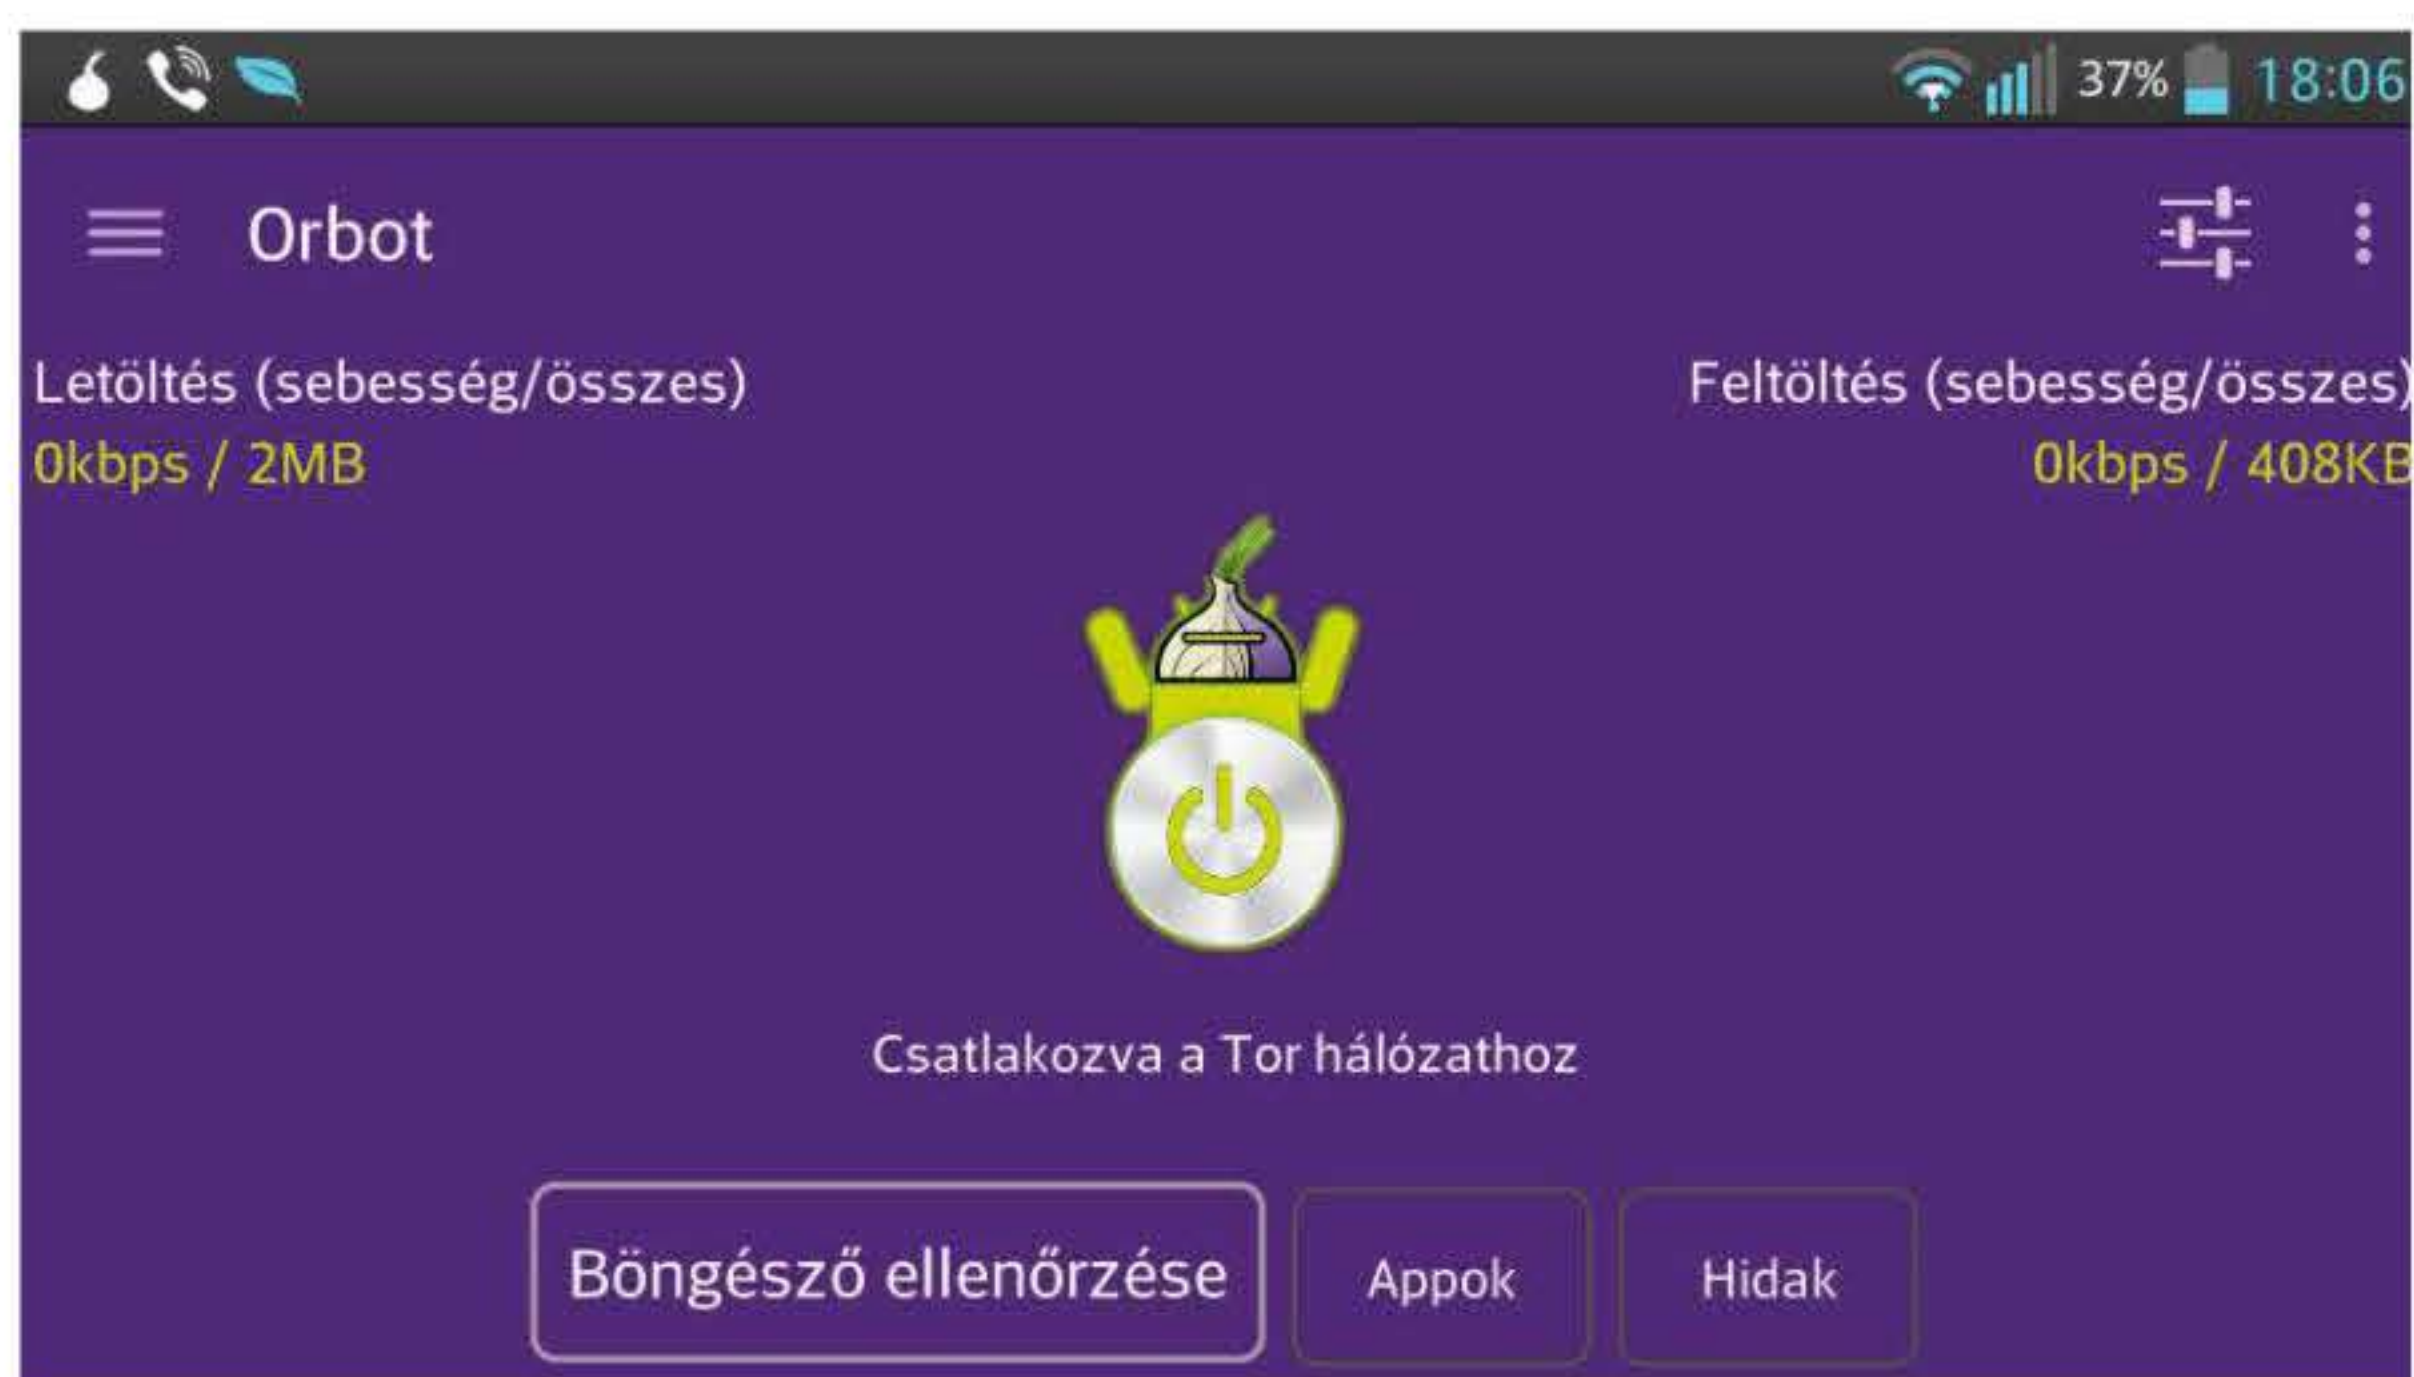 37% 18:06
Orbot
Letöltés (sebesség/összes) Feltöltés (sebesség/összes)
0kbps / 2MB 0kbps / 408KB
Csatlakozva a Tor hálózathoz
Böngésző ellenőrzése Appok Hidak